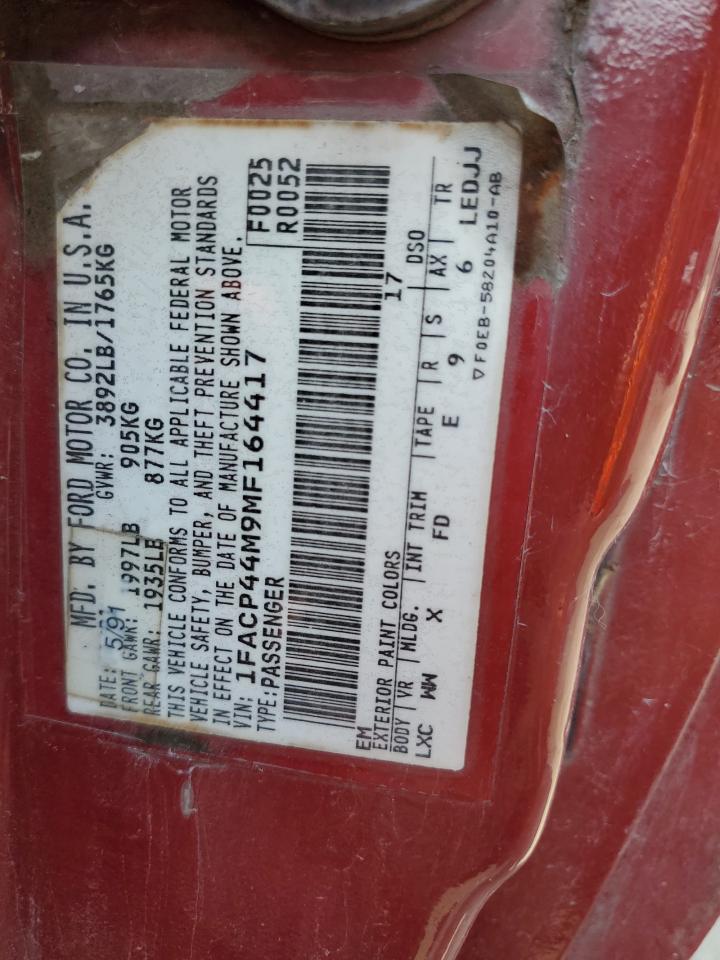 MFD. BY FORD MOTOR CO. IN U.S.A.
DATE: 5/91 GVWR: 3892LB/1765KG
FRONT GAWR: 1997LB 905KG
REAR GAWR: 1935LB 877KG
THIS VEHICLE CONFORMS TO ALL APPLICABLE FEDERAL MOTOR
VEHICLE SAFETY, BUMPER, AND THEFT PREVENTION STANDARDS
IN EFFECT ON THE DATE OF MANUFACTURE SHOWN ABOVE.
VIN: 1FACP44M9MF164417 F0025
TYPE: PASSENGER R0052
EM 17 DSO
EXTERIOR PAINT COLORS
BODY VR MLDG. INT TRIM TAPE R S AX TR
LXC WW X FD E 9 6 LEDJJ
▽F0EB-58204A10-AB